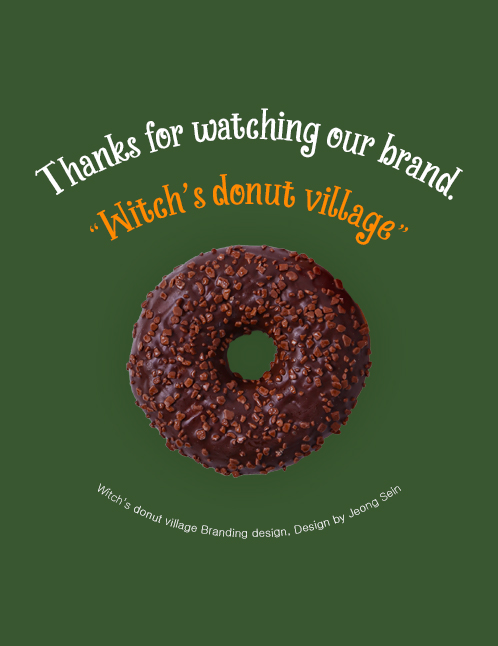 Thanks for watching our brand.
“Witch’s donut village”
Witch's donut village Branding design, Design by Jeong Sein